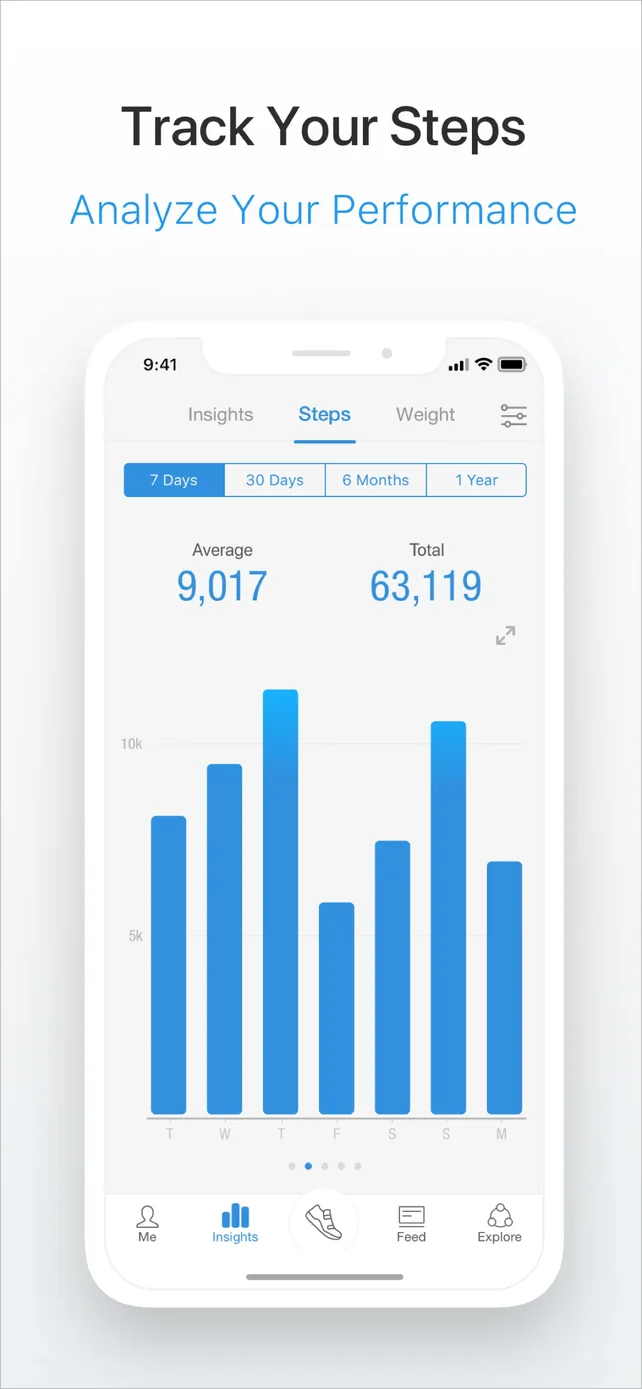 Track Your Steps
Analyze Your Performance
9:41
Insights Steps Weight
7 Days 30 Days 6 Months 1 Year
Average Total
9,017 63,119
10k
5k
T W T F S S M
Me Insights Feed Explore